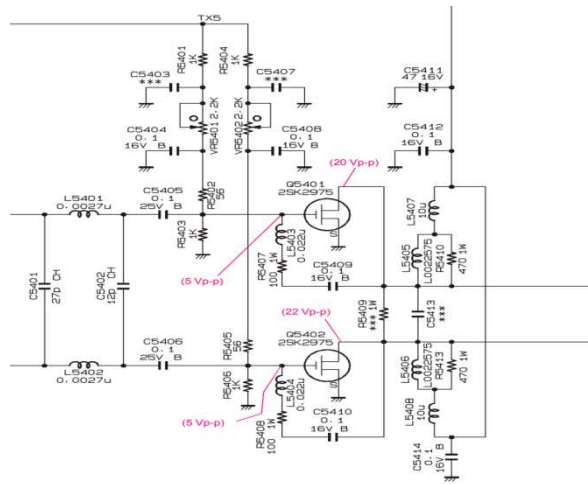 TX5
R5401
1K
R5404
1K
C5403
***
C5407
***
C5411
47 16V
+
VR5401 2.2K
VR5402 2.2K
C5404
0.1
16V B
C5408
0.1
16V B
C5412
0.1
16V B
R5402
56
(20 Vp-p)
L5401
0.0027u
C5405
0.1
25V B
Q5401
2SK2975
S
R5403
1K
L5403
0.022u
R5407
100 1W
L5407
10u
L5405
L0022575
R5410
470 1W
C5401
27p CH
C5402
12p CH
(5 Vp-p)
C5409
0.1
16V B
R5409
*** 1W
C5413
***
(22 Vp-p)
C5406
0.1
25V B
R5405
56
Q5402
2SK2975
S
L5402
0.0027u
R5406
1K
L5404
0.022u
R5408
100 1W
L5406
L0022575
R5413
470 1W
(5 Vp-p)
C5410
0.1
16V B
L5408
10u
C5414
0.1
16V B